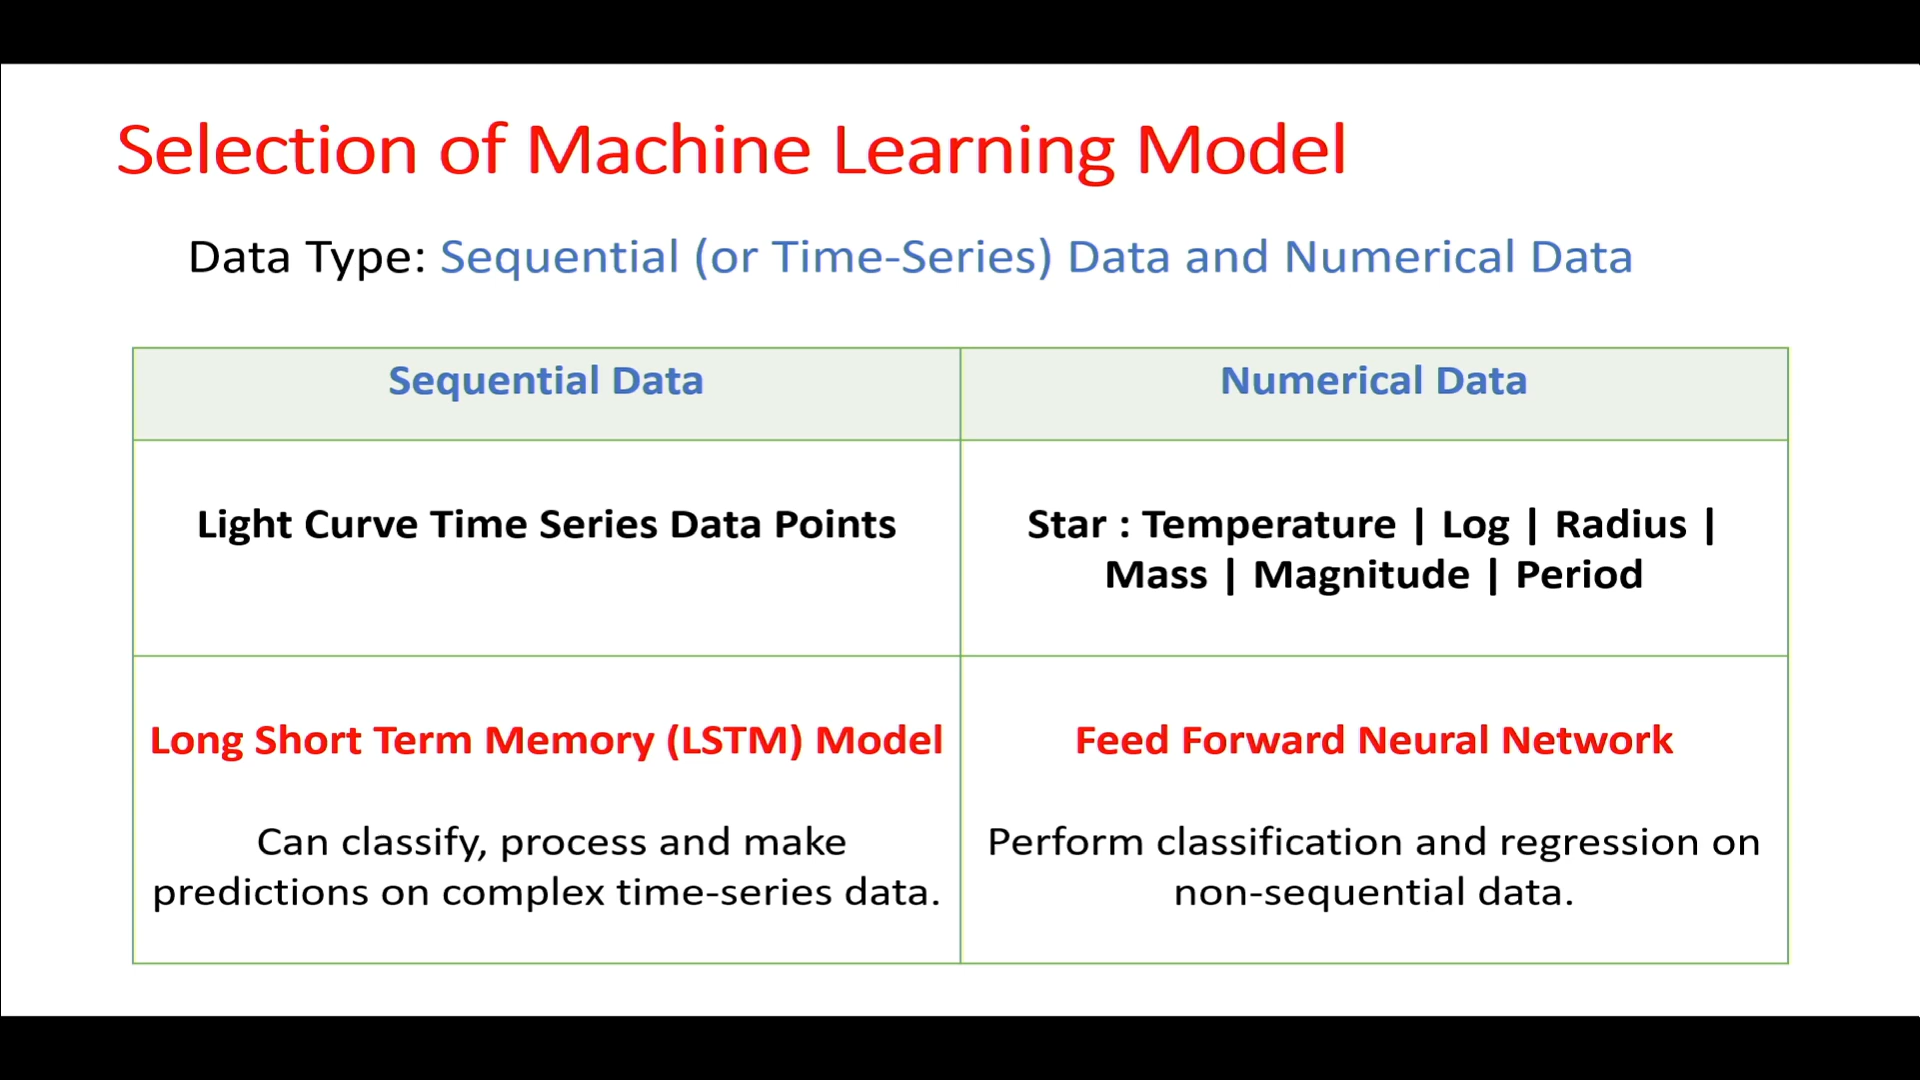 Selection of Machine Learning Model
Data Type: Sequential (or Time-Series) Data and Numerical Data
Sequential Data
Numerical Data
Light Curve Time Series Data Points
Star : Temperature | Log | Radius |
Mass | Magnitude | Period
Long Short Term Memory (LSTM) Model
Can classify, process and make
predictions on complex time-series data.
Feed Forward Neural Network
Perform classification and regression on
non-sequential data.